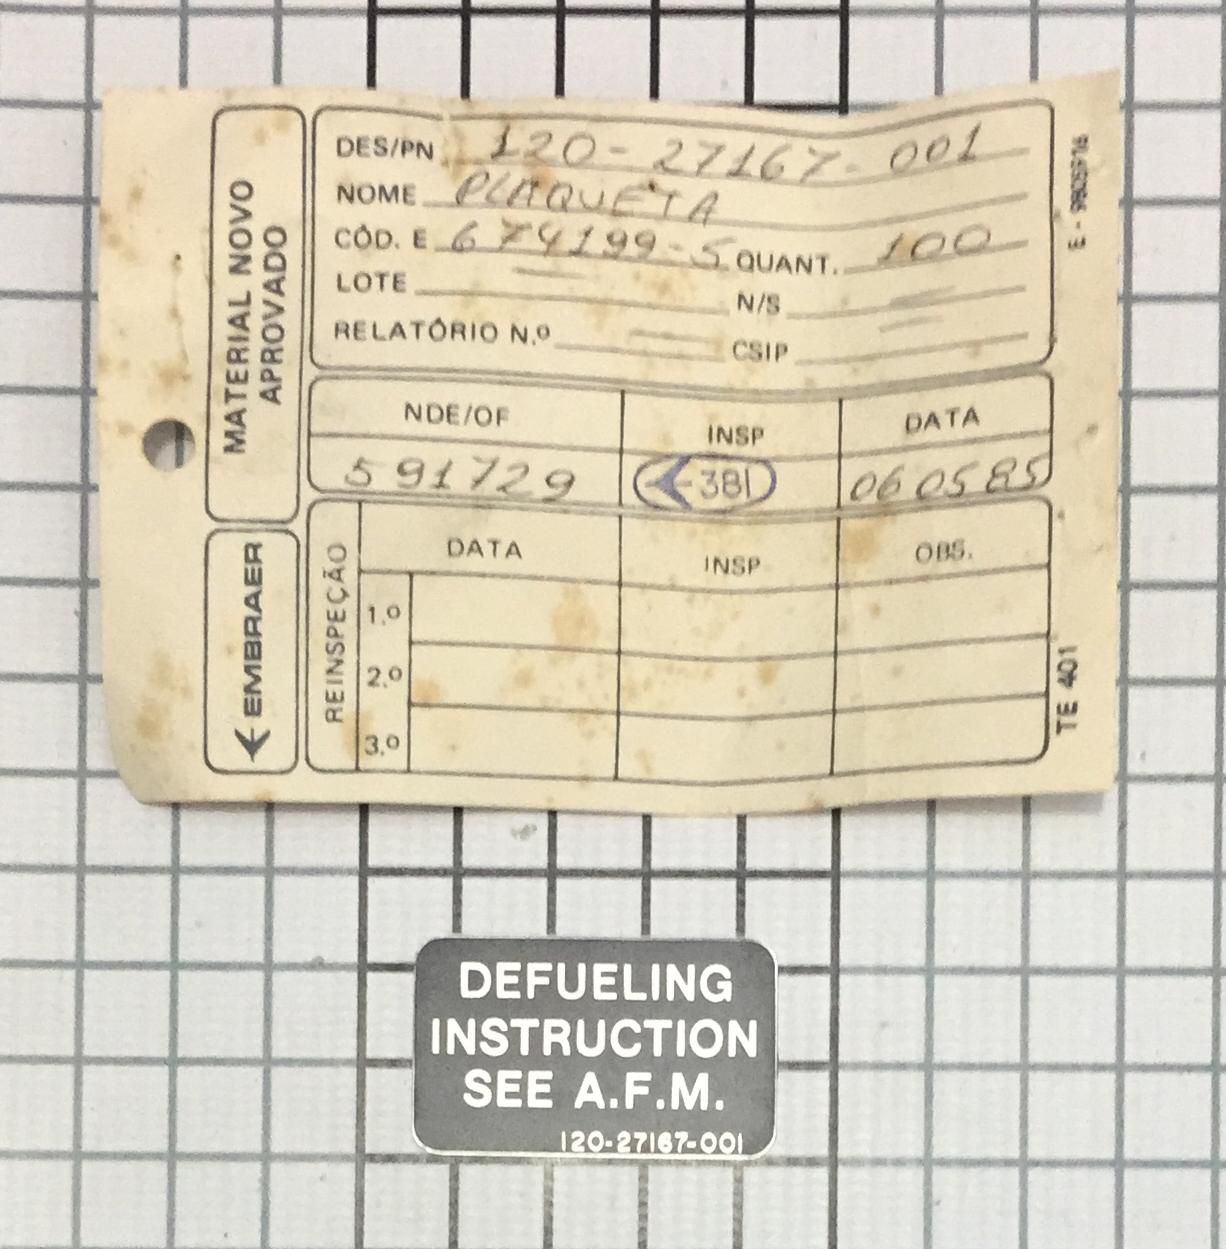 MATERIAL NOVO
APROVADO
EMBRAER
DES/PN 120-27167-001
NOME PLAQUETA
CÓD. E 674199-5 QUANT. 100
LOTE N/S
RELATÓRIO N.º CSIP
NDE/OF INSP DATA
591729 381 060585
REINSPEÇÃO
DATA INSP OBS.
1.º
2.º
3.º
TE 401
DEFUELING
INSTRUCTION
SEE A.F.M.
120-27167-001